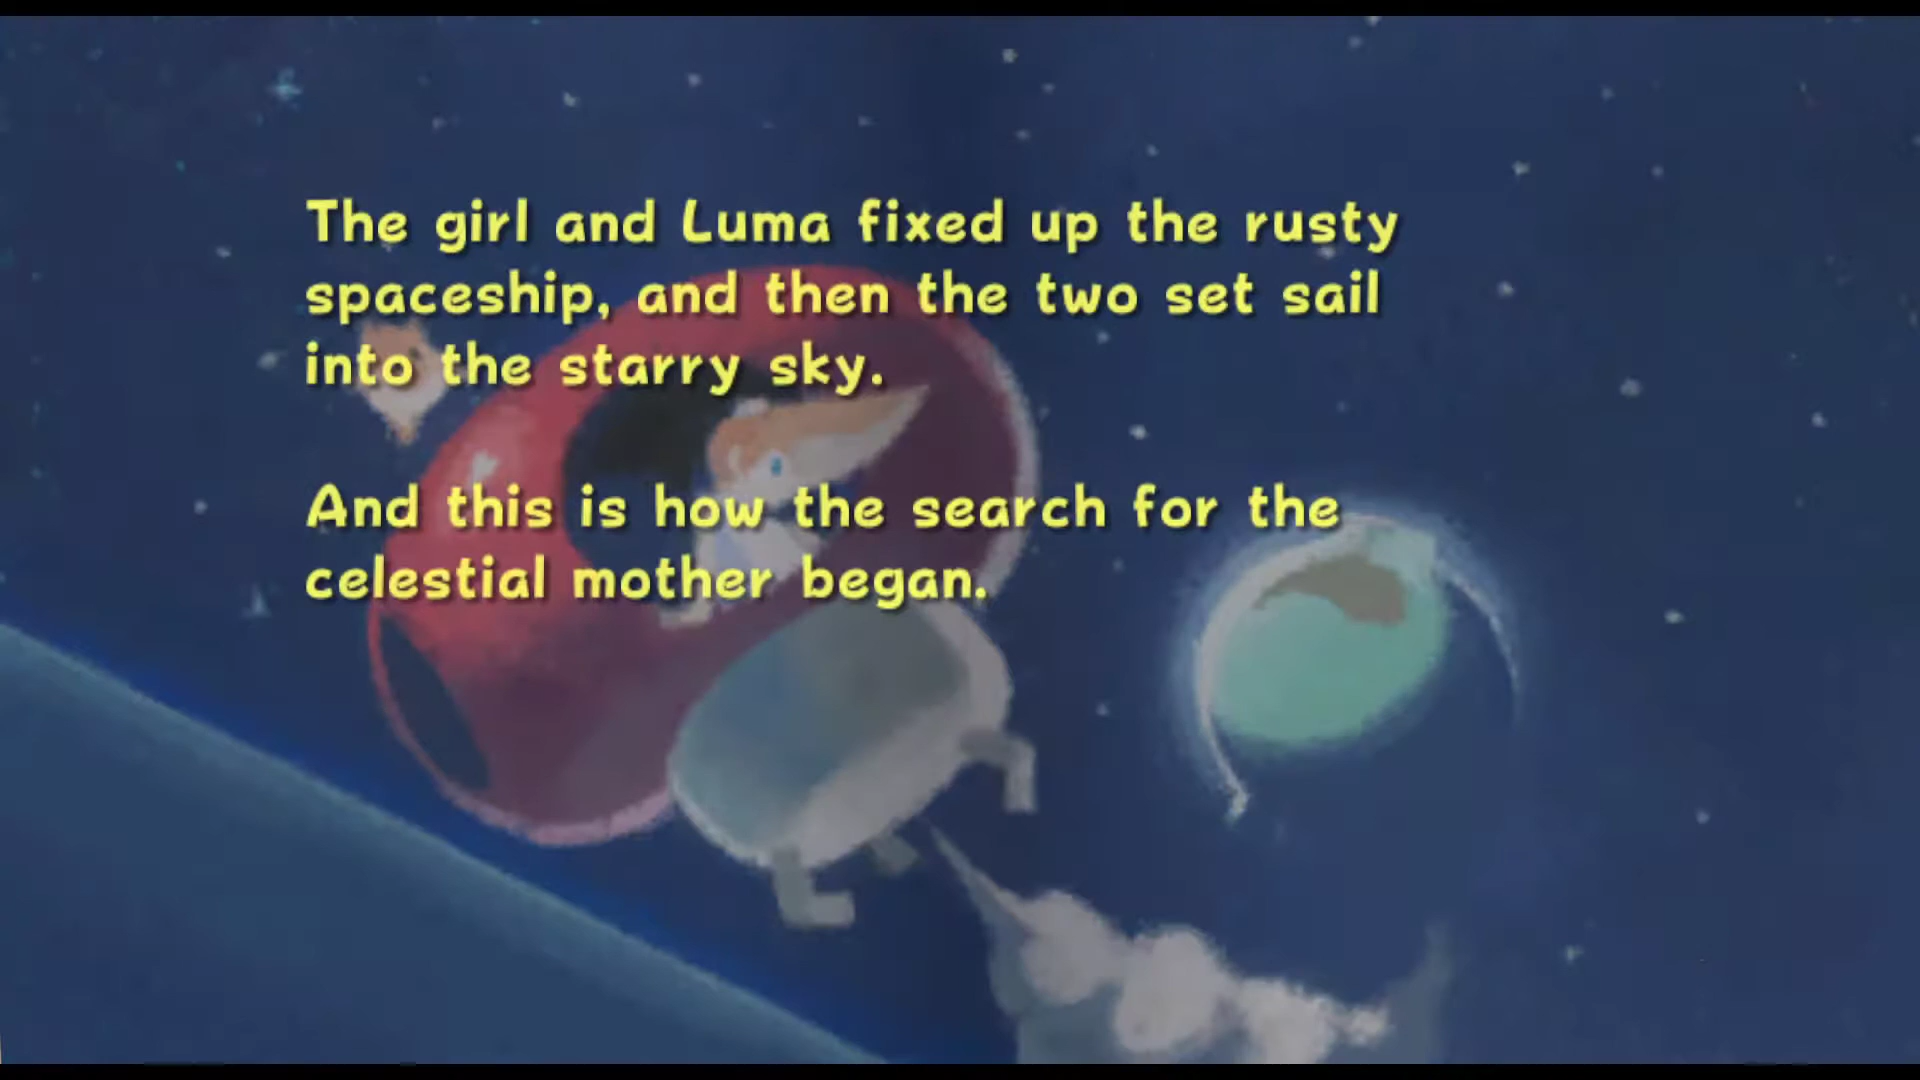 The girl and Luma fixed up the rusty
spaceship, and then the two set sail
into the starry sky.
And this is how the search for the
celestial mother began.